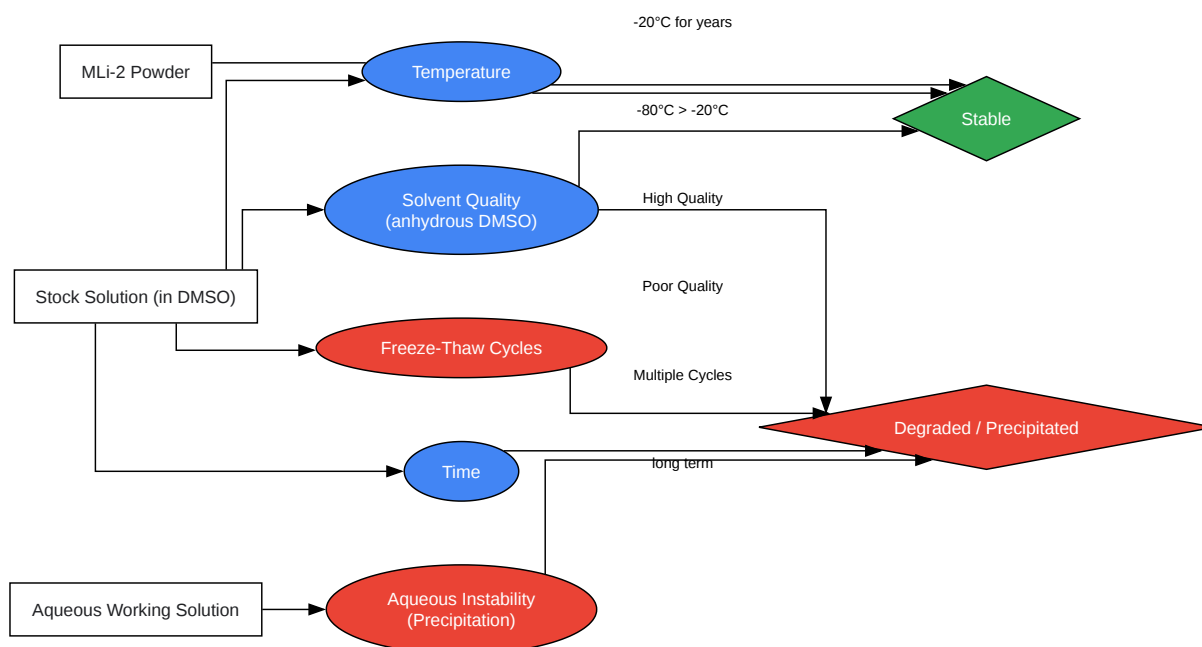 -20°C for years
MLi-2 Powder
Temperature
-80°C > -20°C
Stable
Solvent Quality
(anhydrous DMSO)
High Quality
Stock Solution (in DMSO)
Poor Quality
Freeze-Thaw Cycles
Multiple Cycles
Degraded / Precipitated
Time
long term
Aqueous Working Solution
Aqueous Instability
(Precipitation)